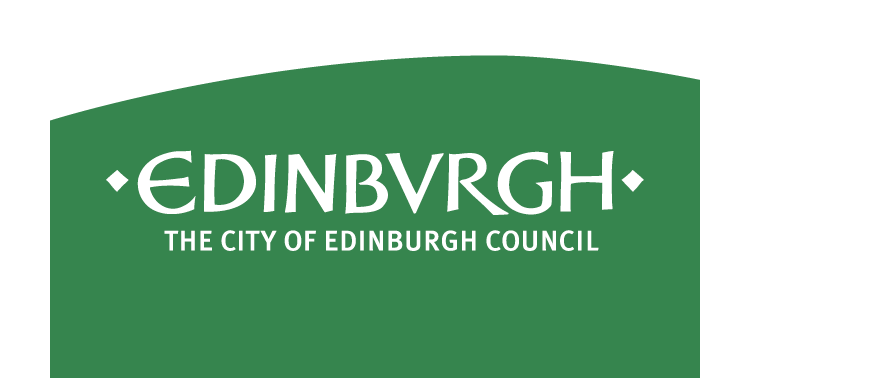 EDINBVRGH
THE CITY OF EDINBURGH COUNCIL